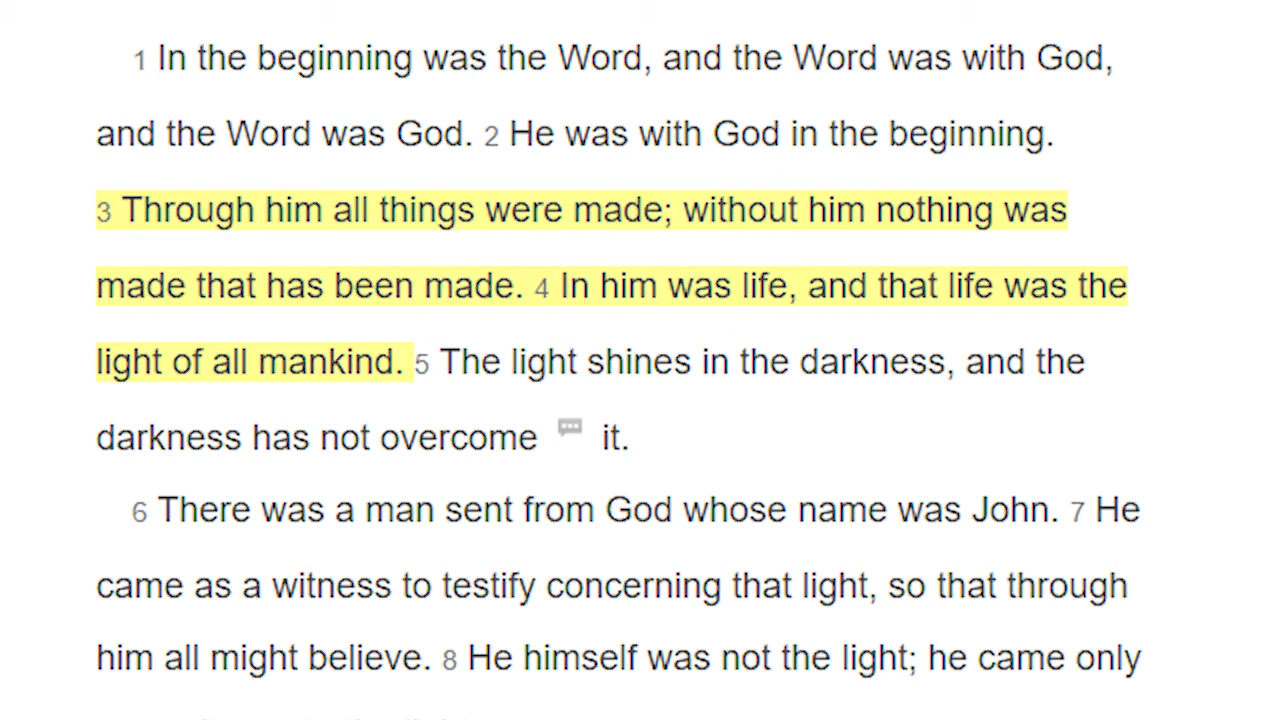 1 In the beginning was the Word, and the Word was with God,
and the Word was God. 2 He was with God in the beginning.
3 Through him all things were made; without him nothing was
made that has been made. 4 In him was life, and that life was the
light of all mankind. 5 The light shines in the darkness, and the
darkness has not overcome it.
6 There was a man sent from God whose name was John. 7 He
came as a witness to testify concerning that light, so that through
him all might believe. 8 He himself was not the light; he came only